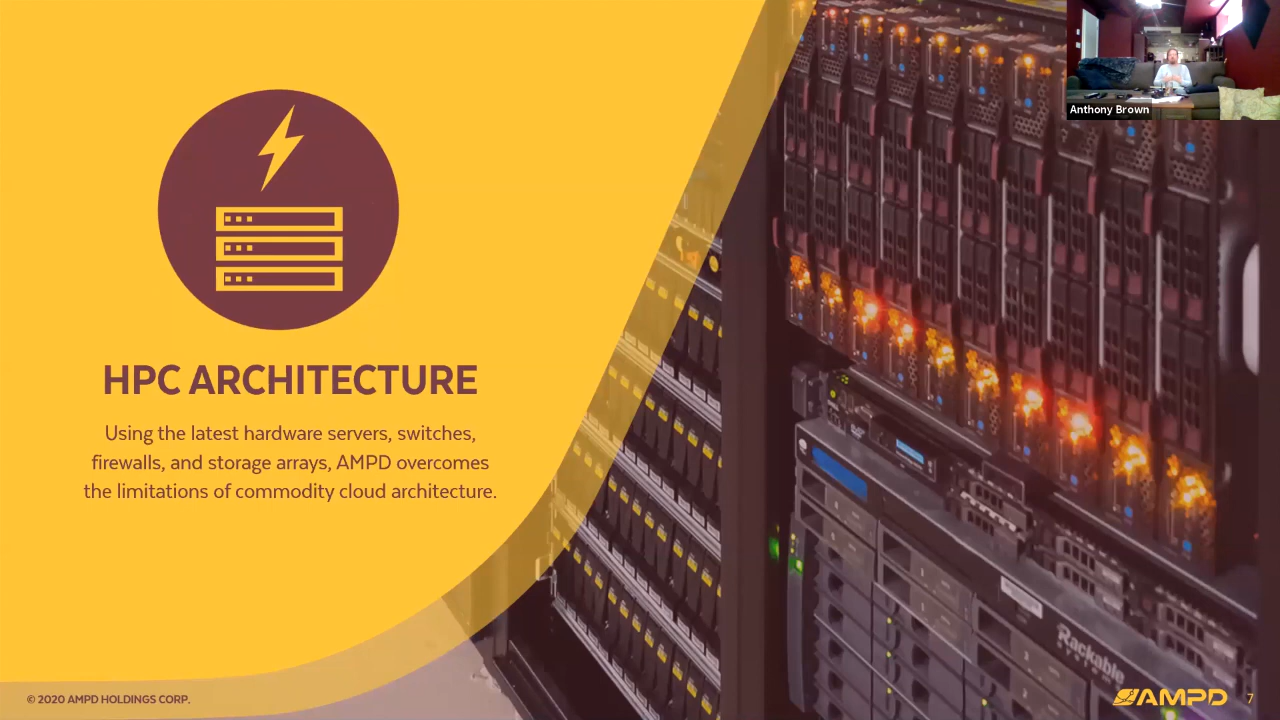 Anthony Brown
HPC ARCHITECTURE
Using the latest hardware servers, switches,
firewalls, and storage arrays, AMPD overcomes
the limitations of commodity cloud architecture.
Rackable
© 2020 AMPD HOLDINGS CORP.
AMPD
7